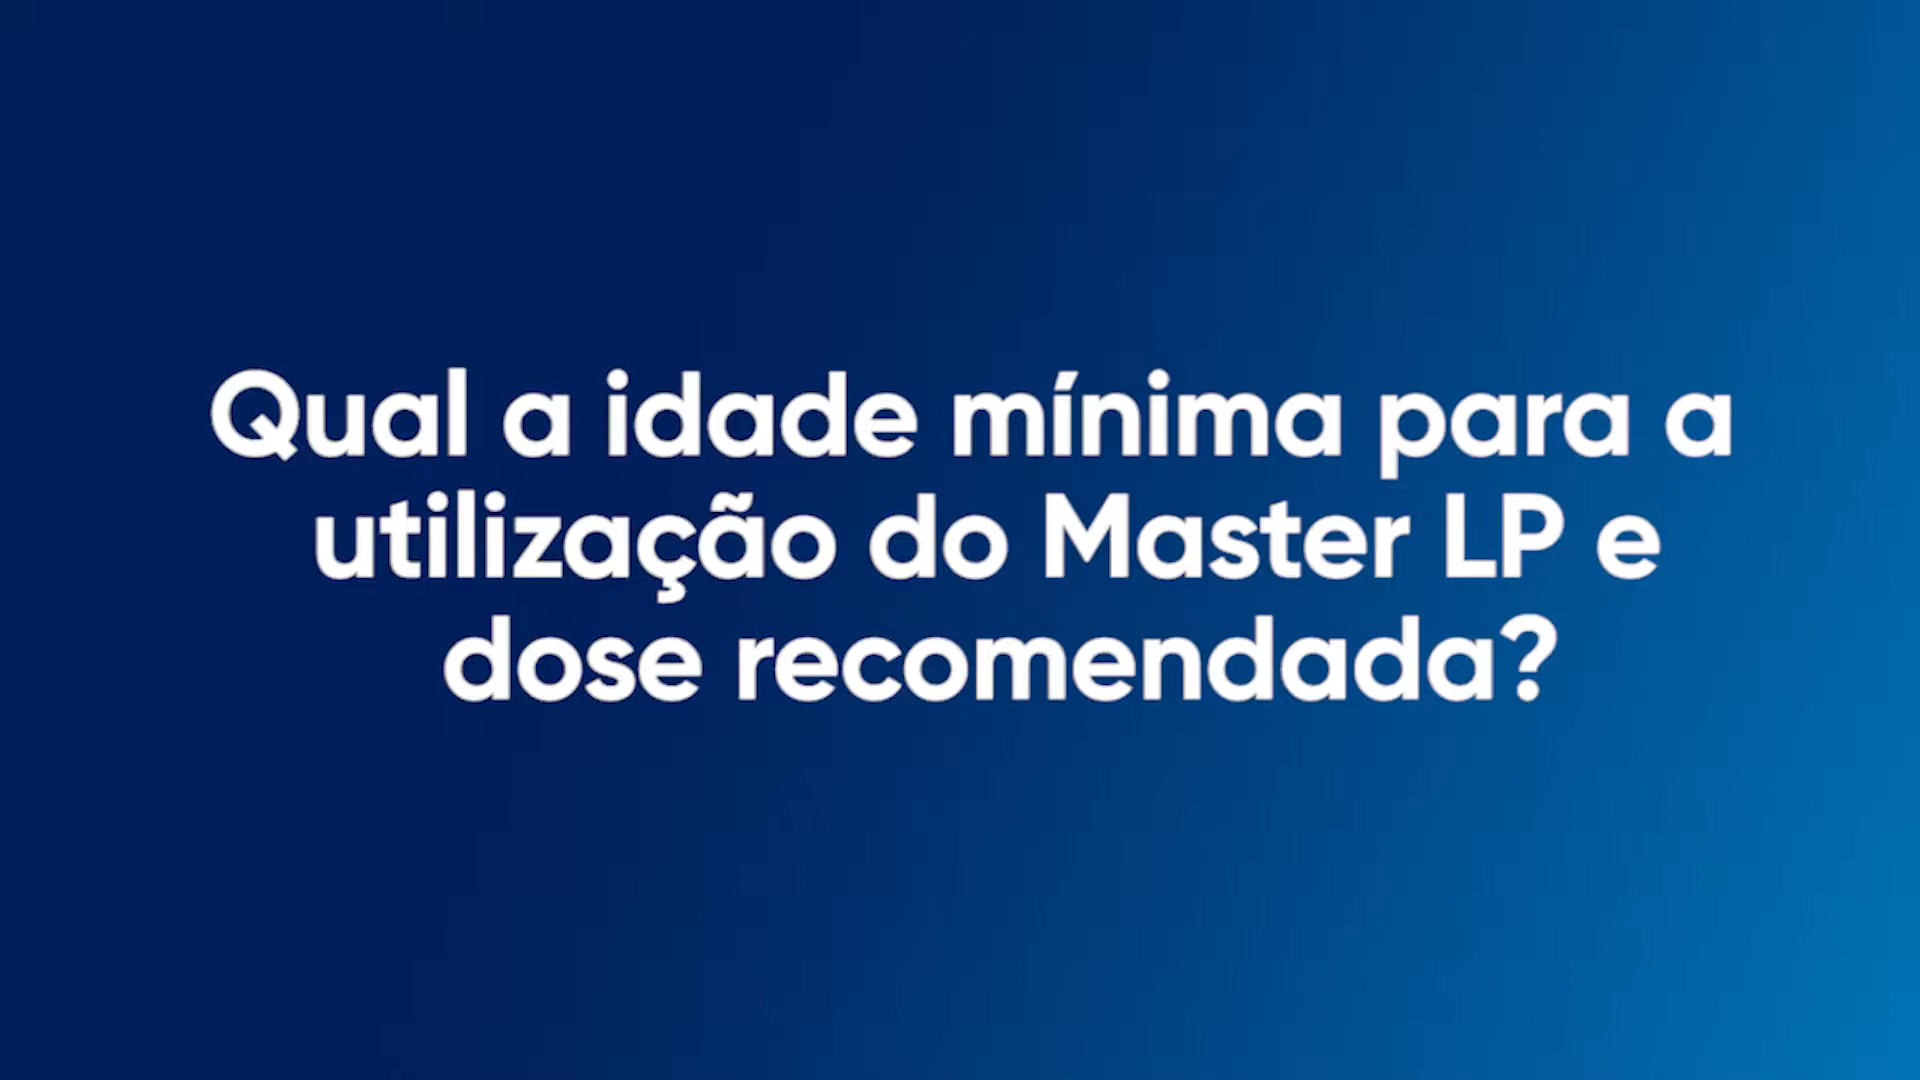 Qual a idade mínima para a
utilização do Master LP e
dose recomendada?